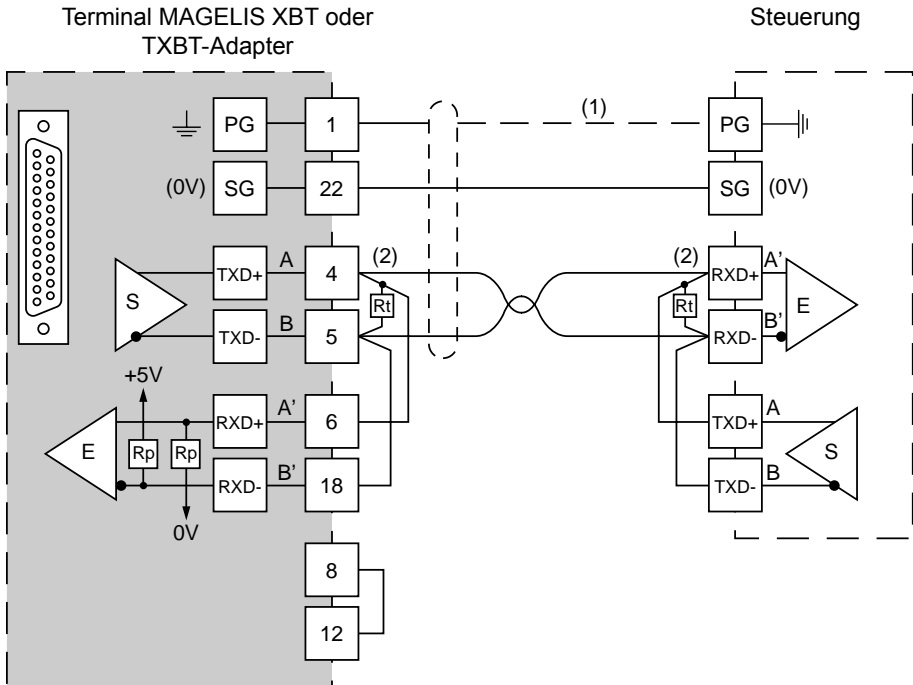 Terminal MAGELIS XBT oder
TXBT-Adapter
Steuerung
PG 1 (1) PG
(0V) SG 22 SG (0V)
TXD+ A 4 (2) (2) RXD+ A'
S Rt Rt E
TXD- B 5 RXD- B'
+5V
RXD+ A' 6 TXD+ A
E Rp Rp S
RXD- B' 18 TXD- B
0V
8
12